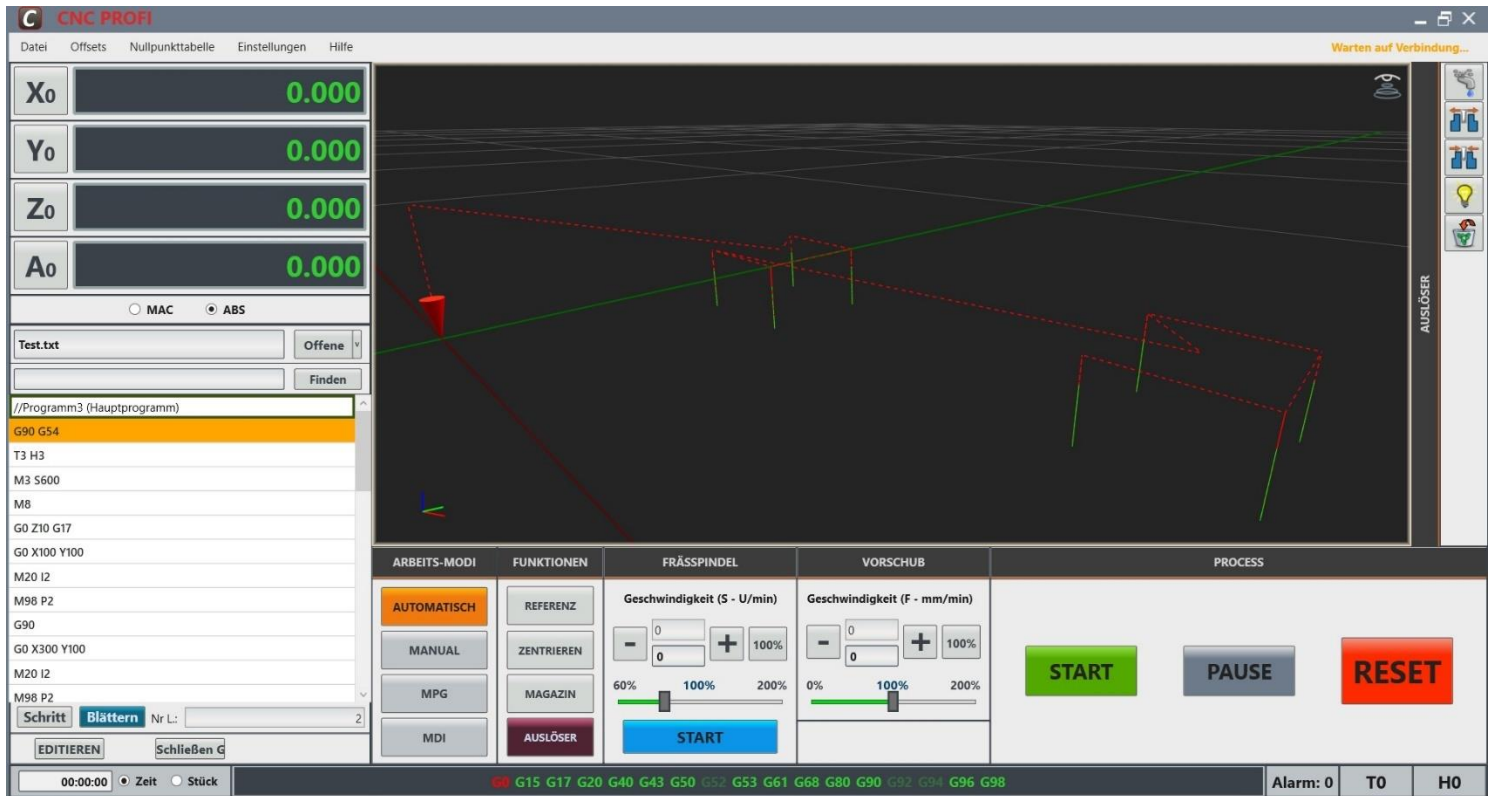 C CNC PROFI
Datei Offsets Nullpunkttabelle Einstellungen Hilfe
Warten auf Verbindung...
X0 0.000
Y0 0.000
Z0 0.000
A0 0.000
MAC ABS
Test.txt Offene
Finden
//Programm3 (Hauptprogramm)
G90 G54
T3 H3
M3 S600
M8
G0 Z10 G17
G0 X100 Y100
M20 I2
M98 P2
G90
G0 X300 Y100
M20 I2
M98 P2
Schritt Blättern Nr L.: 2
EDITIEREN Schließen G
AUSLÖSER
ARBEITS-MODI
AUTOMATISCH
MANUAL
MPG
MDI
FUNKTIONEN
REFERENZ
ZENTRIEREN
MAGAZIN
AUSLÖSER
FRÄSSPINDEL
Geschwindigkeit (S - U/min)
0
- + 100%
0
60% 100% 200%
START
VORSCHUB
Geschwindigkeit (F - mm/min)
0
- + 100%
0
0% 100% 200%
PROCESS
START PAUSE RESET
00:00:00 Zeit Stück
G0 G15 G17 G20 G40 G43 G50 G52 G53 G61 G68 G80 G90 G92 G94 G96 G98
Alarm: 0 T0 H0